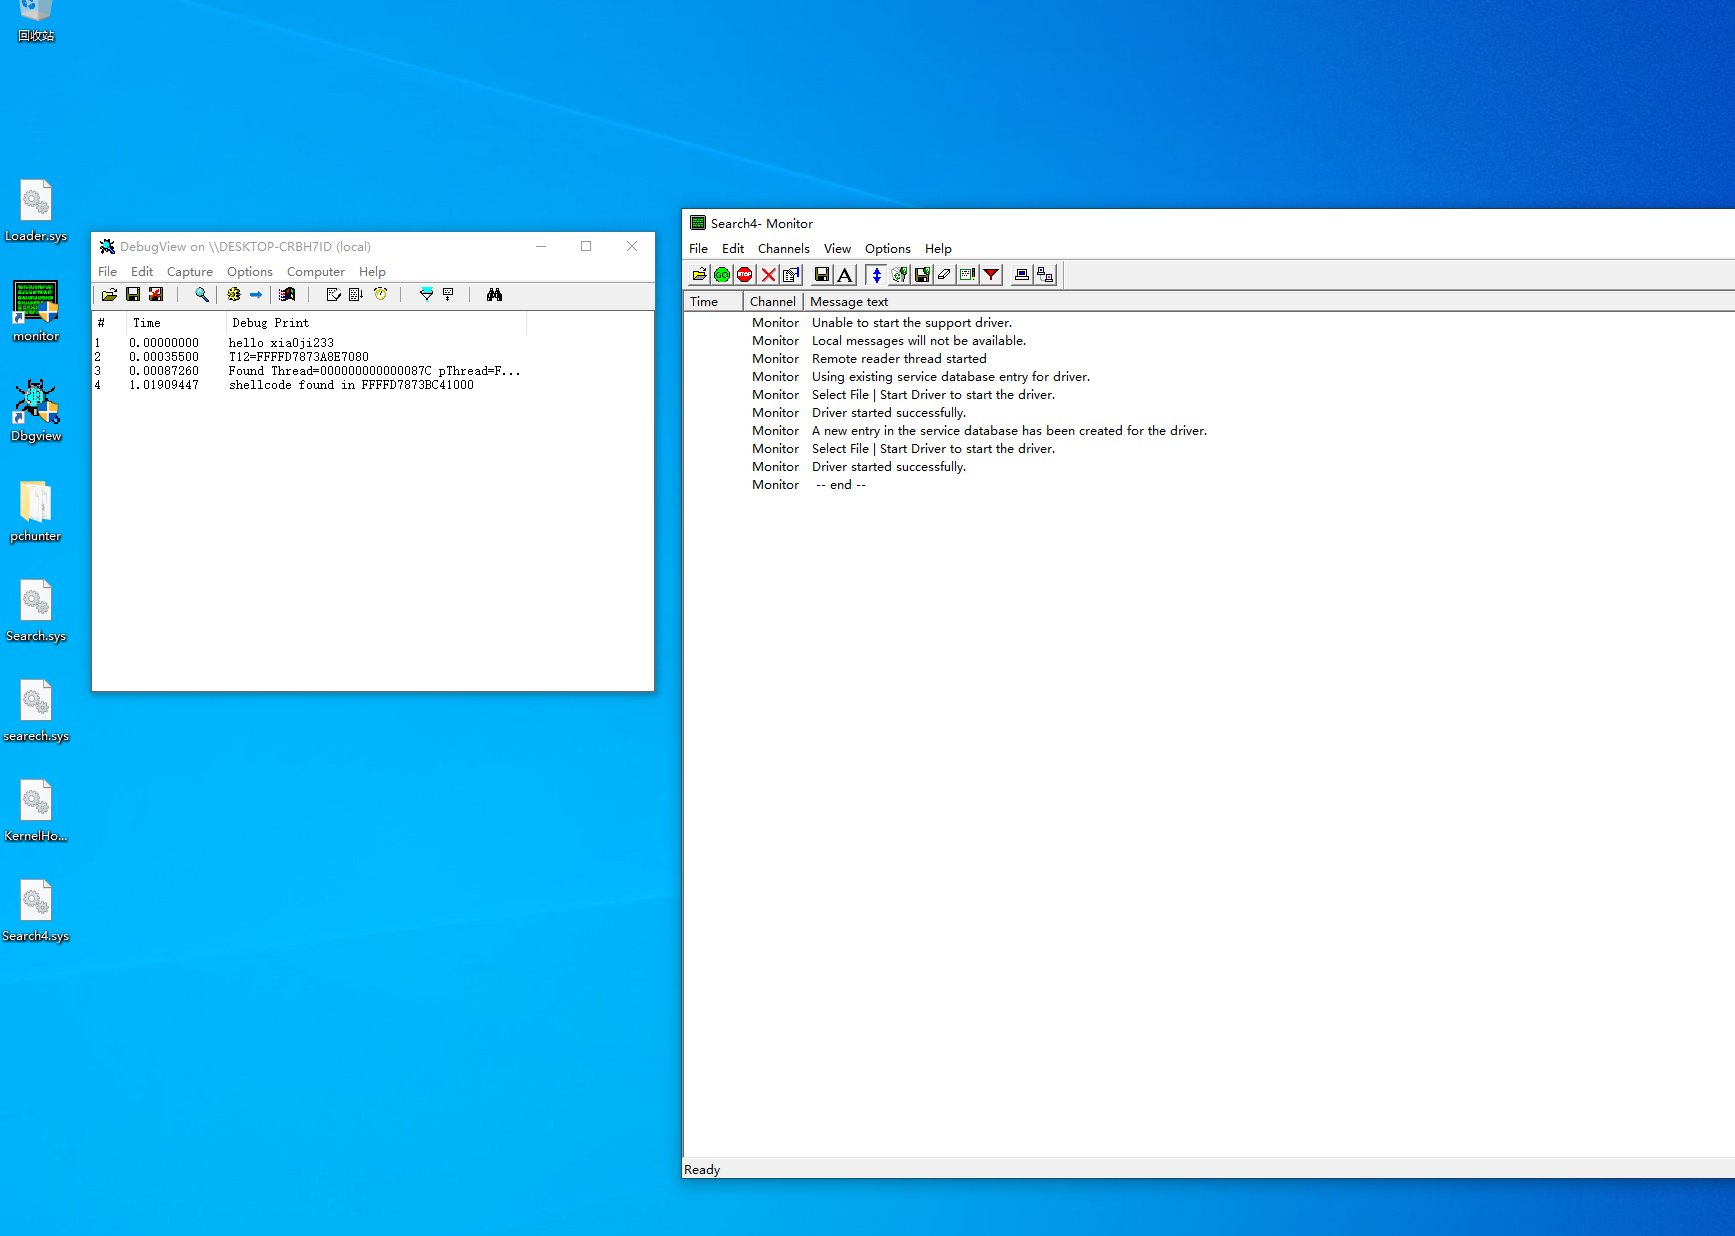 回收站
Loader.sys
monitor
Dbgview
pchunter
Search.sys
searech.sys
KernelHo...
Search4.sys
DebugView on \\DESKTOP-CRBH7ID (local)
File Edit Capture Options Computer Help
# Time Debug Print
1 0.00000000 hello xia0ji233
2 0.00035500 T12=FFFFD7873A8E7080
3 0.00087260 Found Thread=000000000000087C pThread=F...
4 1.01909447 shellcode found in FFFFD7873BC41000
Search4- Monitor
File Edit Channels View Options Help
GO STOP A
Time Channel Message text
Monitor Unable to start the support driver.
Monitor Local messages will not be available.
Monitor Remote reader thread started
Monitor Using existing service database entry for driver.
Monitor Select File | Start Driver to start the driver.
Monitor Driver started successfully.
Monitor A new entry in the service database has been created for the driver.
Monitor Select File | Start Driver to start the driver.
Monitor Driver started successfully.
Monitor -- end --
Ready